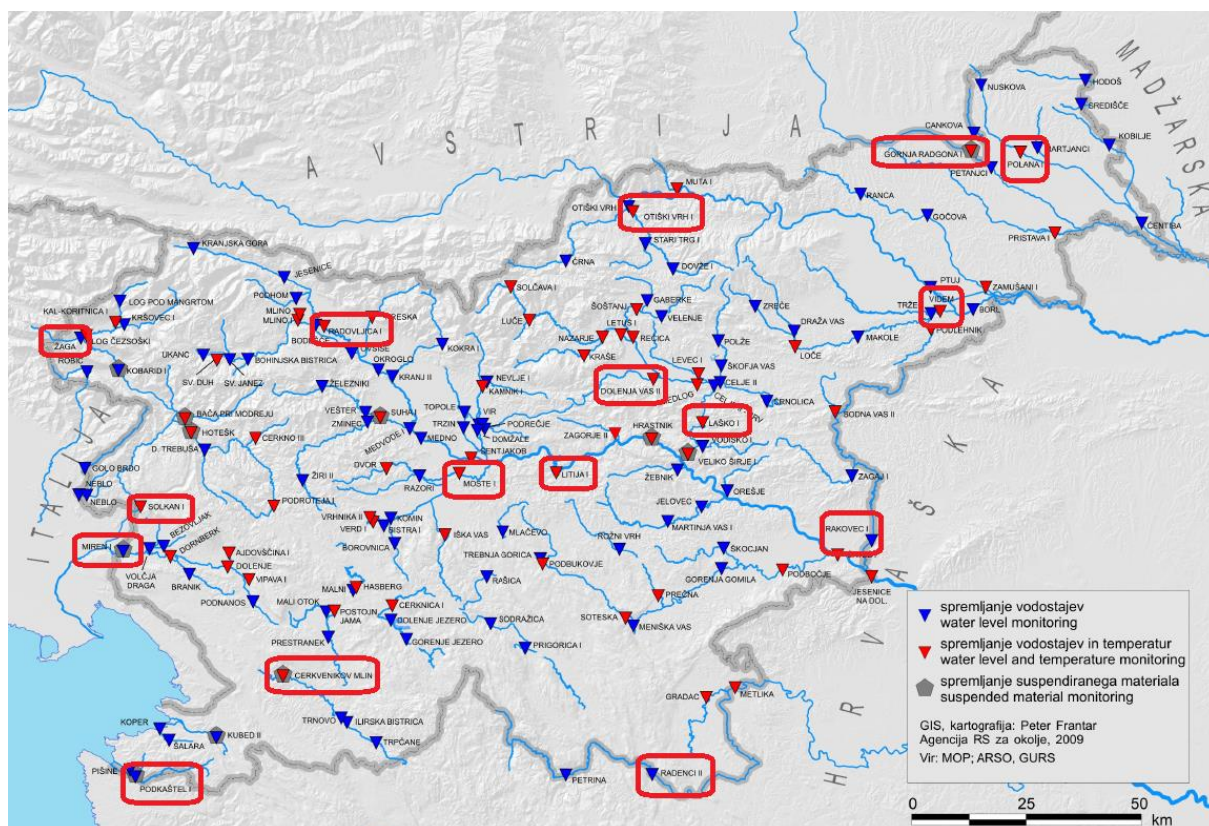 AVSTRIJA
MADŽARSKA
ITALIJA
HRVAŠKA
HODOŠ
NUSKOVA
SREDIŠČE
CANKOVA
KOBILJE
GORNJA RADGONA I
POLANA I
MARTJANCI
PETANJCI
MUTA I
RANCA
OTIŠKI VRH
OTIŠKI VRH I
GOČOVA
ČENTIBA
PRISTAVA I
KRANJSKA GORA
STARI TRG I
ČRNA
DOVŽE I
JESENICE
SOLČAVA I
PTUJ
ZAMUŠANI I
LOG POD MANGRTOM
PODHOM
GABERKE
ZREČE
VIDEM
KAL-KORITNICA I
MLINO
ŠOŠTANJ
TRŽE
BORL
KRŠOVEC I
MLINO I
LUČE
VELENJE
RADOVLJICA I
LETUS I
DRAŽA VAS
PODLEHNIK
BODEŠČE
NAZARJE
REČICA
MAKOLE
LOG ČEZSOŠKI
ŽAGA
KOKRA I
POLŽE
LOČE
UKANC
BOHINJSKA BISTRICA
KRAŠE
ROBIČ
OKROGLO
LEVEC I
ŠKOFJA VAS
KOBARID I
SV. DUH
SV. JANEZ
ŽELEZNIKI
KRANJ II
NEVLJE I
KAMNIK I
DOLENJA VAS II
CELJE II
MEDLOG
ČRNOLICA
SODNA VAS II
BAČA PRI MODREJU
VEŠTER
SUHA I
TOPOLE
VIR
LAŠKO I
HOTEŠK
ZMINEC
TRZIN
PODREČJE
HRASTNIK
CERKNO III
MEDVODE I
MEDNO
DOMŽALE
ZAGORJE II
VODIŠKO I
D. TREBUŠA
ŠENTJAKOB
VELIKO ŠIRJE I
GOLO BRDO
DVOR
ŽEBNIK
ŽIRI II
RAZORI
MOSTE I
LITIJA I
ZAGAJ I
NEBLO
NEBLO
OREŠJE
SOLKAN I
PODROTEJA I
JELOVEC
VRHNIKA II
KOMIN
MARTINJA VAS I
RAKOVEC I
BEZOVLJAK
VERD I
BISTRA I
IŠKA VAS
MLAČEVO
MIREN I
DORNBERK
BOROVNICA
ROŽNI VRH
AJDOVŠČINA I
TREBNJA GORICA
ŠKOCJAN
VOLČJA
DRAGA
DOLENJE
PODBUKOVJE
GORENJA GOMILA
PODBOČJE
BRANIK
VIPAVA I
RAŠICA
JESENICE
NA DOL.
MALNI
HASBERG
PODNANOS
MALI OTOK
CERKNICA I
PREČNA
POSTOJN
JAMA
DOLENJE JEZERO
SODRAŽICA
SOTESKA
MENIŠKA VAS
PRESTRANEK
GORENJE JEZERO
PRIGORICA I
CERKVENIKOV MLIN
METLIKA
GRADAC
TRNOVO
ILIRSKA BISTRICA
KOPER
KUBED II
ŠALARA
TRPČANE
PIŠINE
PETRINA
RADENCI II
PODKAŠTEL I
spremljanje vodostajev
water level monitoring
spremljanje vodostajev in temperatur
water level and temperature monitoring
spremljanje suspendiranega materiala
suspended material monitoring
GIS, kartografija: Peter Frantar
Agencija RS za okolje, 2009
Vir: MOP; ARSO, GURS
0 25 50
km